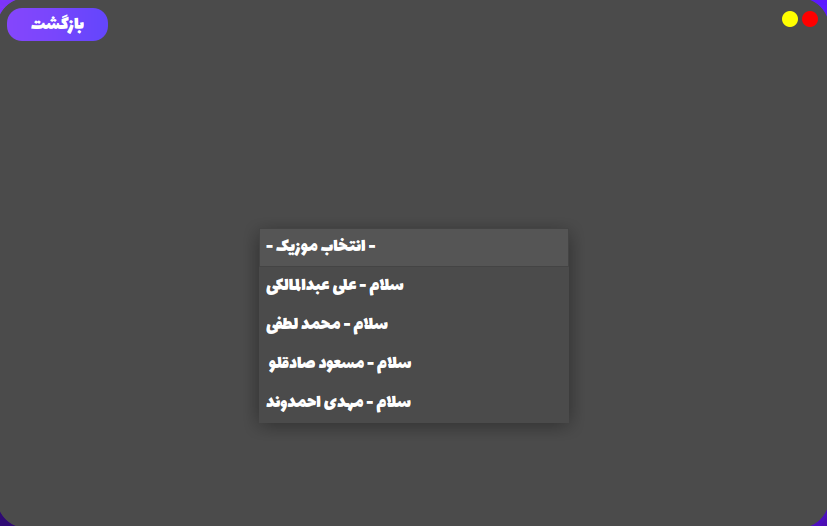 بازگشت
- انتخاب موزیک -
سلام - علی عبدالمالکی
سلام - محمد لطفی
سلام - مسعود صادقلو
سلام - مهدی احمدوند